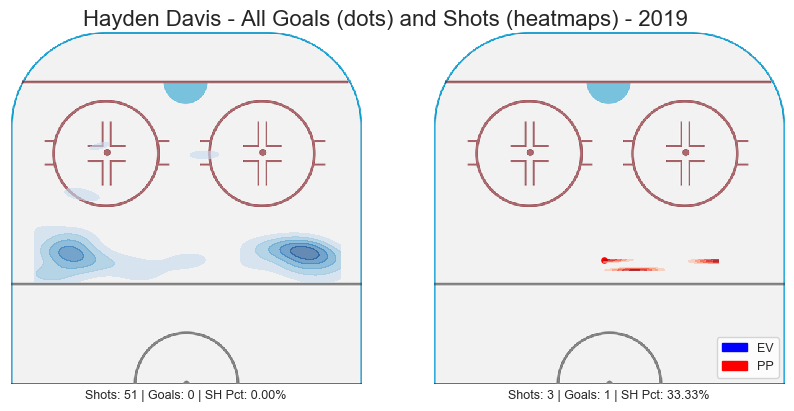 Hayden Davis - All Goals (dots) and Shots (heatmaps) - 2019
EV
PP
Shots: 51 | Goals: 0 | SH Pct: 0.00%
Shots: 3 | Goals: 1 | SH Pct: 33.33%